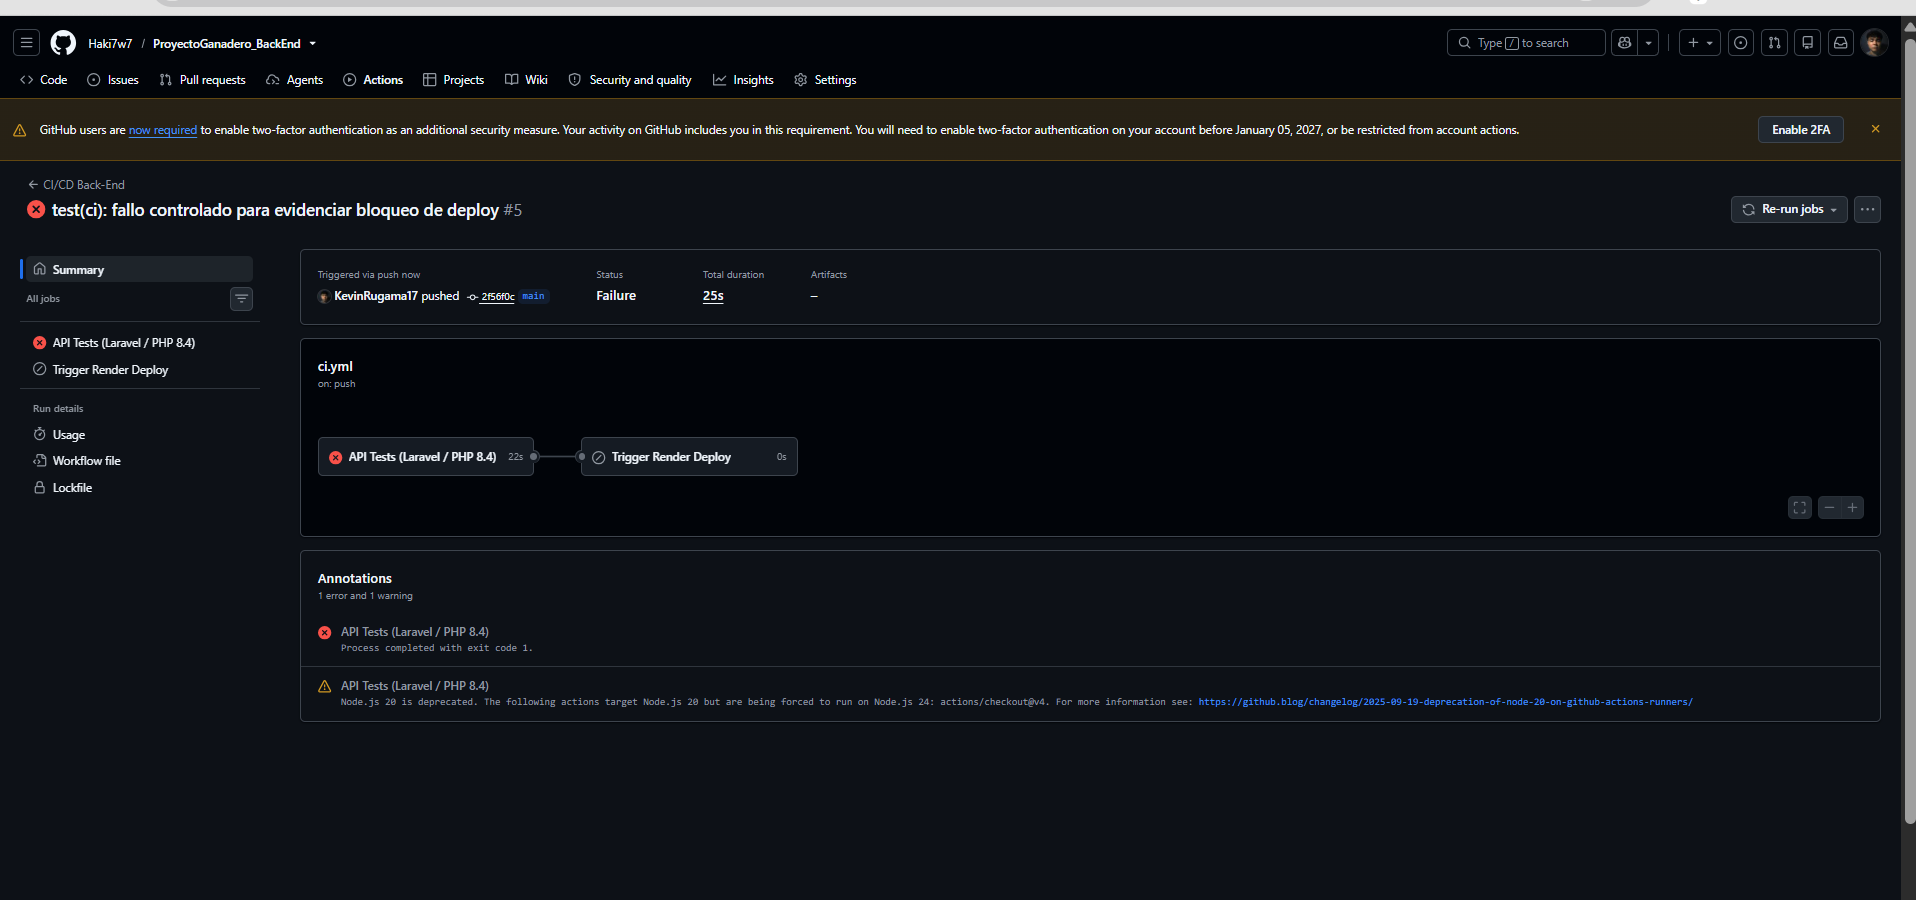 Haki7w7 / ProyectoGanadero_BackEnd
Type / to search
Code Issues Pull requests Agents Actions Projects Wiki Security and quality Insights Settings
GitHub users are now required to enable two-factor authentication as an additional security measure. Your activity on GitHub includes you in this requirement. You will need to enable two-factor authentication on your account before January 05, 2027, or be restricted from account actions.
Enable 2FA
CI/CD Back-End
test(ci): fallo controlado para evidenciar bloqueo de deploy #5
Re-run jobs
Summary
All jobs
API Tests (Laravel / PHP 8.4)
Trigger Render Deploy
Run details
Usage
Workflow file
Lockfile
Triggered via push now
KevinRugama17 pushed 2f56f0c main
Status
Failure
Total duration
25s
Artifacts
–
ci.yml
on: push
API Tests (Laravel / PHP 8.4) 22s
Trigger Render Deploy 0s
Annotations
1 error and 1 warning
API Tests (Laravel / PHP 8.4)
Process completed with exit code 1.
API Tests (Laravel / PHP 8.4)
Node.js 20 is deprecated. The following actions target Node.js 20 but are being forced to run on Node.js 24: actions/checkout@v4. For more information see: https://github.blog/changelog/2025-09-19-deprecation-of-node-20-on-github-actions-runners/